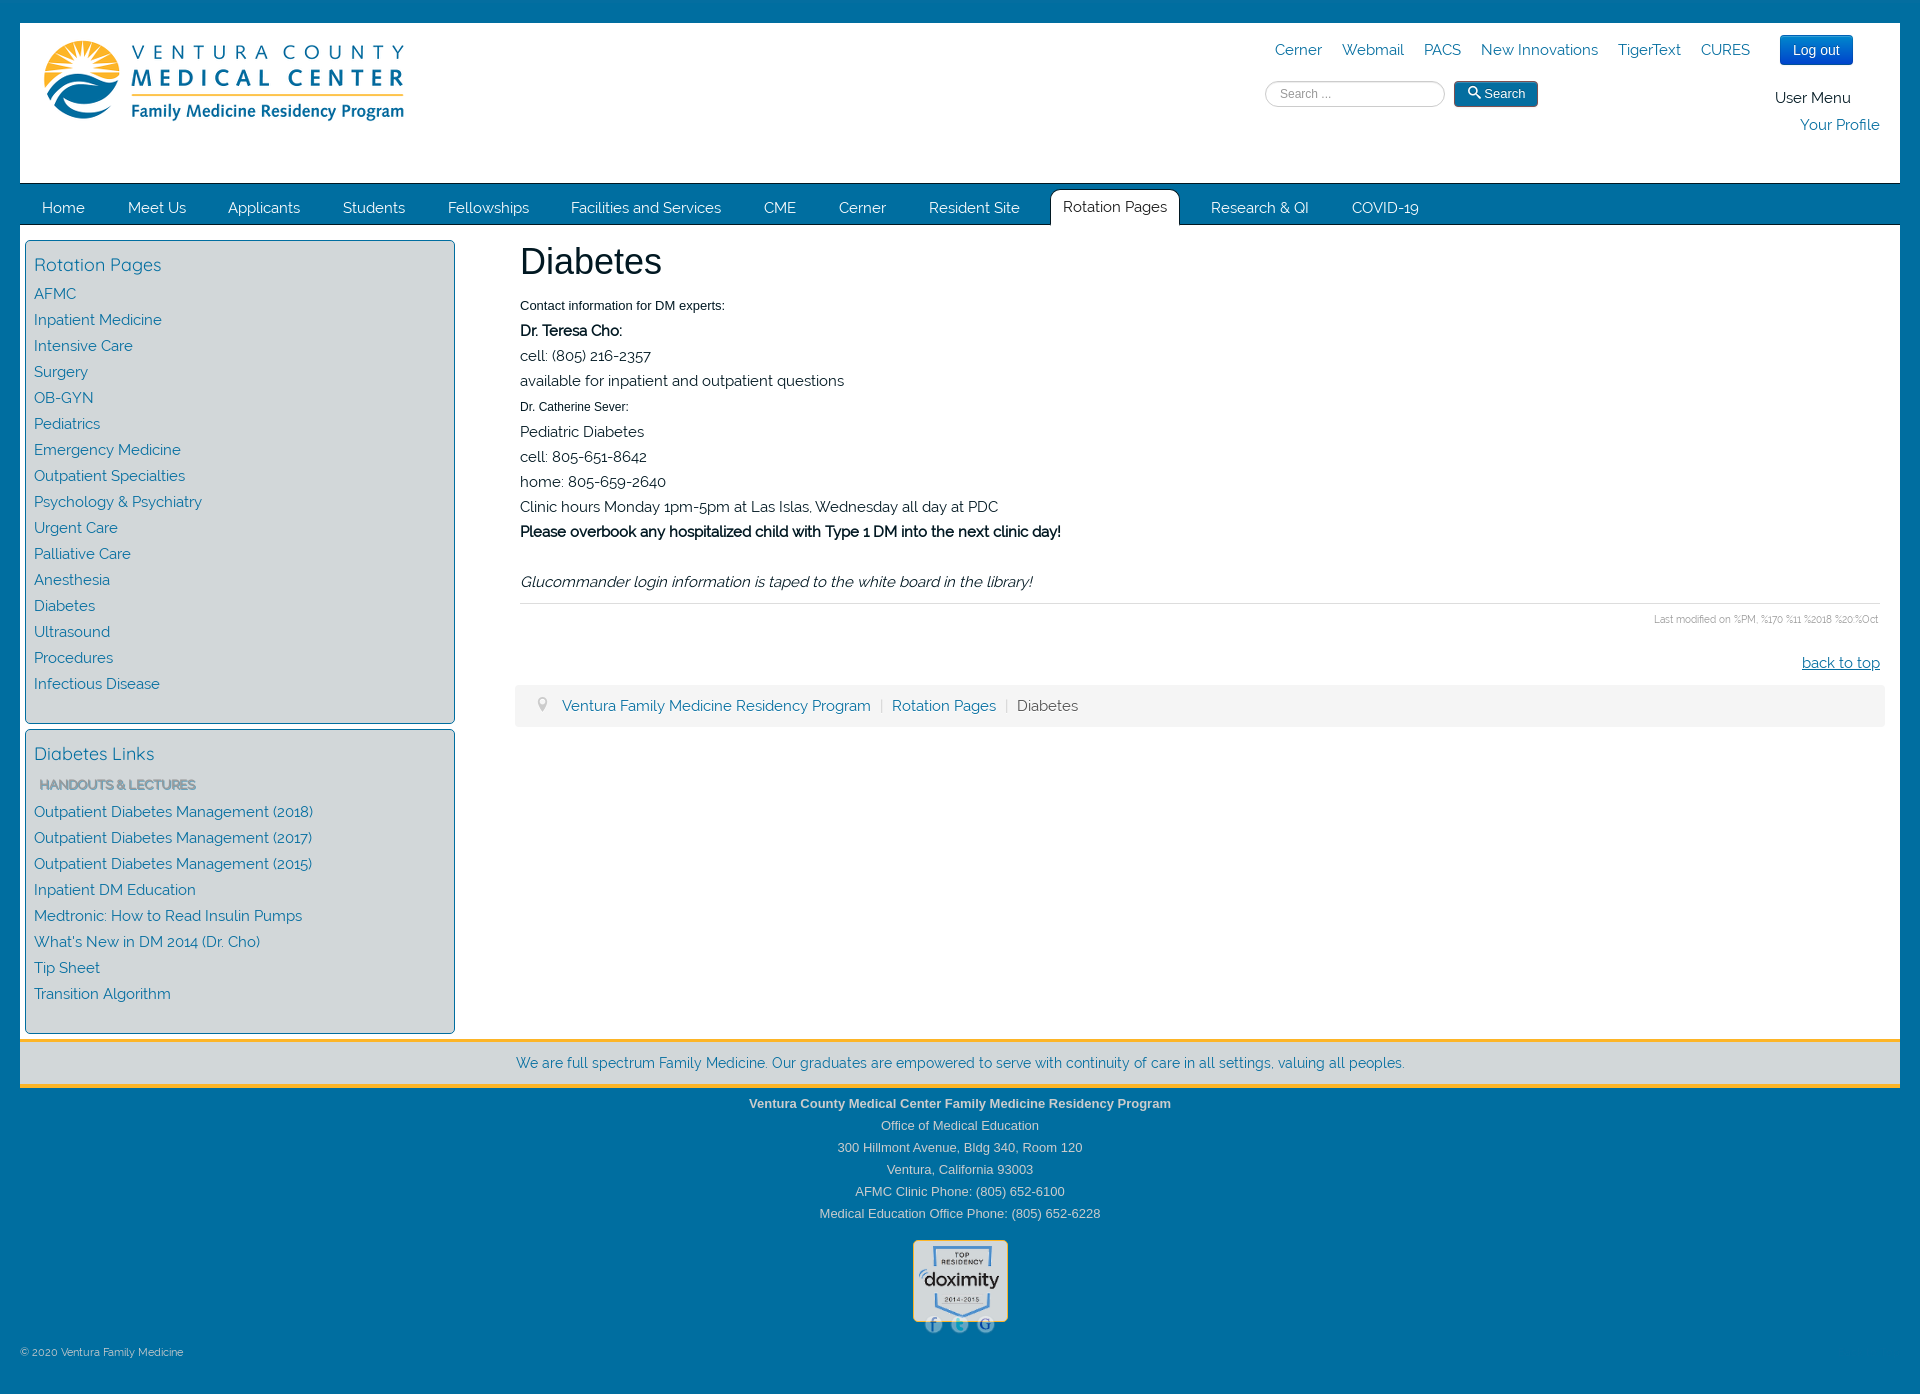 VENTURA COUNTY
MEDICAL CENTER
Family Medicine Residency Program
Cerner Webmail PACS New Innovations TigerText CURES Log out
Search ... Search
User Menu
Your Profile
Home Meet Us Applicants Students Fellowships Facilities and Services CME Cerner Resident Site Rotation Pages Research & QI COVID-19
Rotation Pages
AFMC
Inpatient Medicine
Intensive Care
Surgery
OB-GYN
Pediatrics
Emergency Medicine
Outpatient Specialties
Psychology & Psychiatry
Urgent Care
Palliative Care
Anesthesia
Diabetes
Ultrasound
Procedures
Infectious Disease
Diabetes Links
HANDOUTS & LECTURES
Outpatient Diabetes Management (2018)
Outpatient Diabetes Management (2017)
Outpatient Diabetes Management (2015)
Inpatient DM Education
Medtronic: How to Read Insulin Pumps
What's New in DM 2014 (Dr. Cho)
Tip Sheet
Transition Algorithm
Diabetes
Contact information for DM experts:
Dr. Teresa Cho:
cell: (805) 216-2357
available for inpatient and outpatient questions
Dr. Catherine Sever:
Pediatric Diabetes
cell: 805-651-8642
home: 805-659-2640
Clinic hours Monday 1pm-5pm at Las Islas, Wednesday all day at PDC
Please overbook any hospitalized child with Type 1 DM into the next clinic day!
Glucommander login information is taped to the white board in the library!
Last modified on %PM, %170 %11 %2018 %20:%Oct
back to top
Ventura Family Medicine Residency Program | Rotation Pages | Diabetes
We are full spectrum Family Medicine. Our graduates are empowered to serve with continuity of care in all settings, valuing all peoples.
Ventura County Medical Center Family Medicine Residency Program
Office of Medical Education
300 Hillmont Avenue, Bldg 340, Room 120
Ventura, California 93003
AFMC Clinic Phone: (805) 652-6100
Medical Education Office Phone: (805) 652-6228
TOP
RESIDENCY
doximity
2014-2015
f t G
© 2020 Ventura Family Medicine